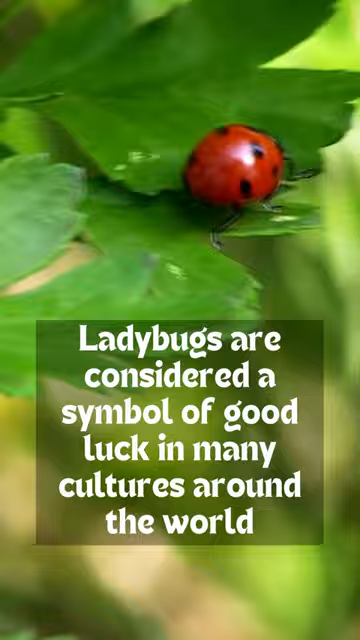 Ladybugs are
considered a
symbol of good
luck in many
cultures around
the world